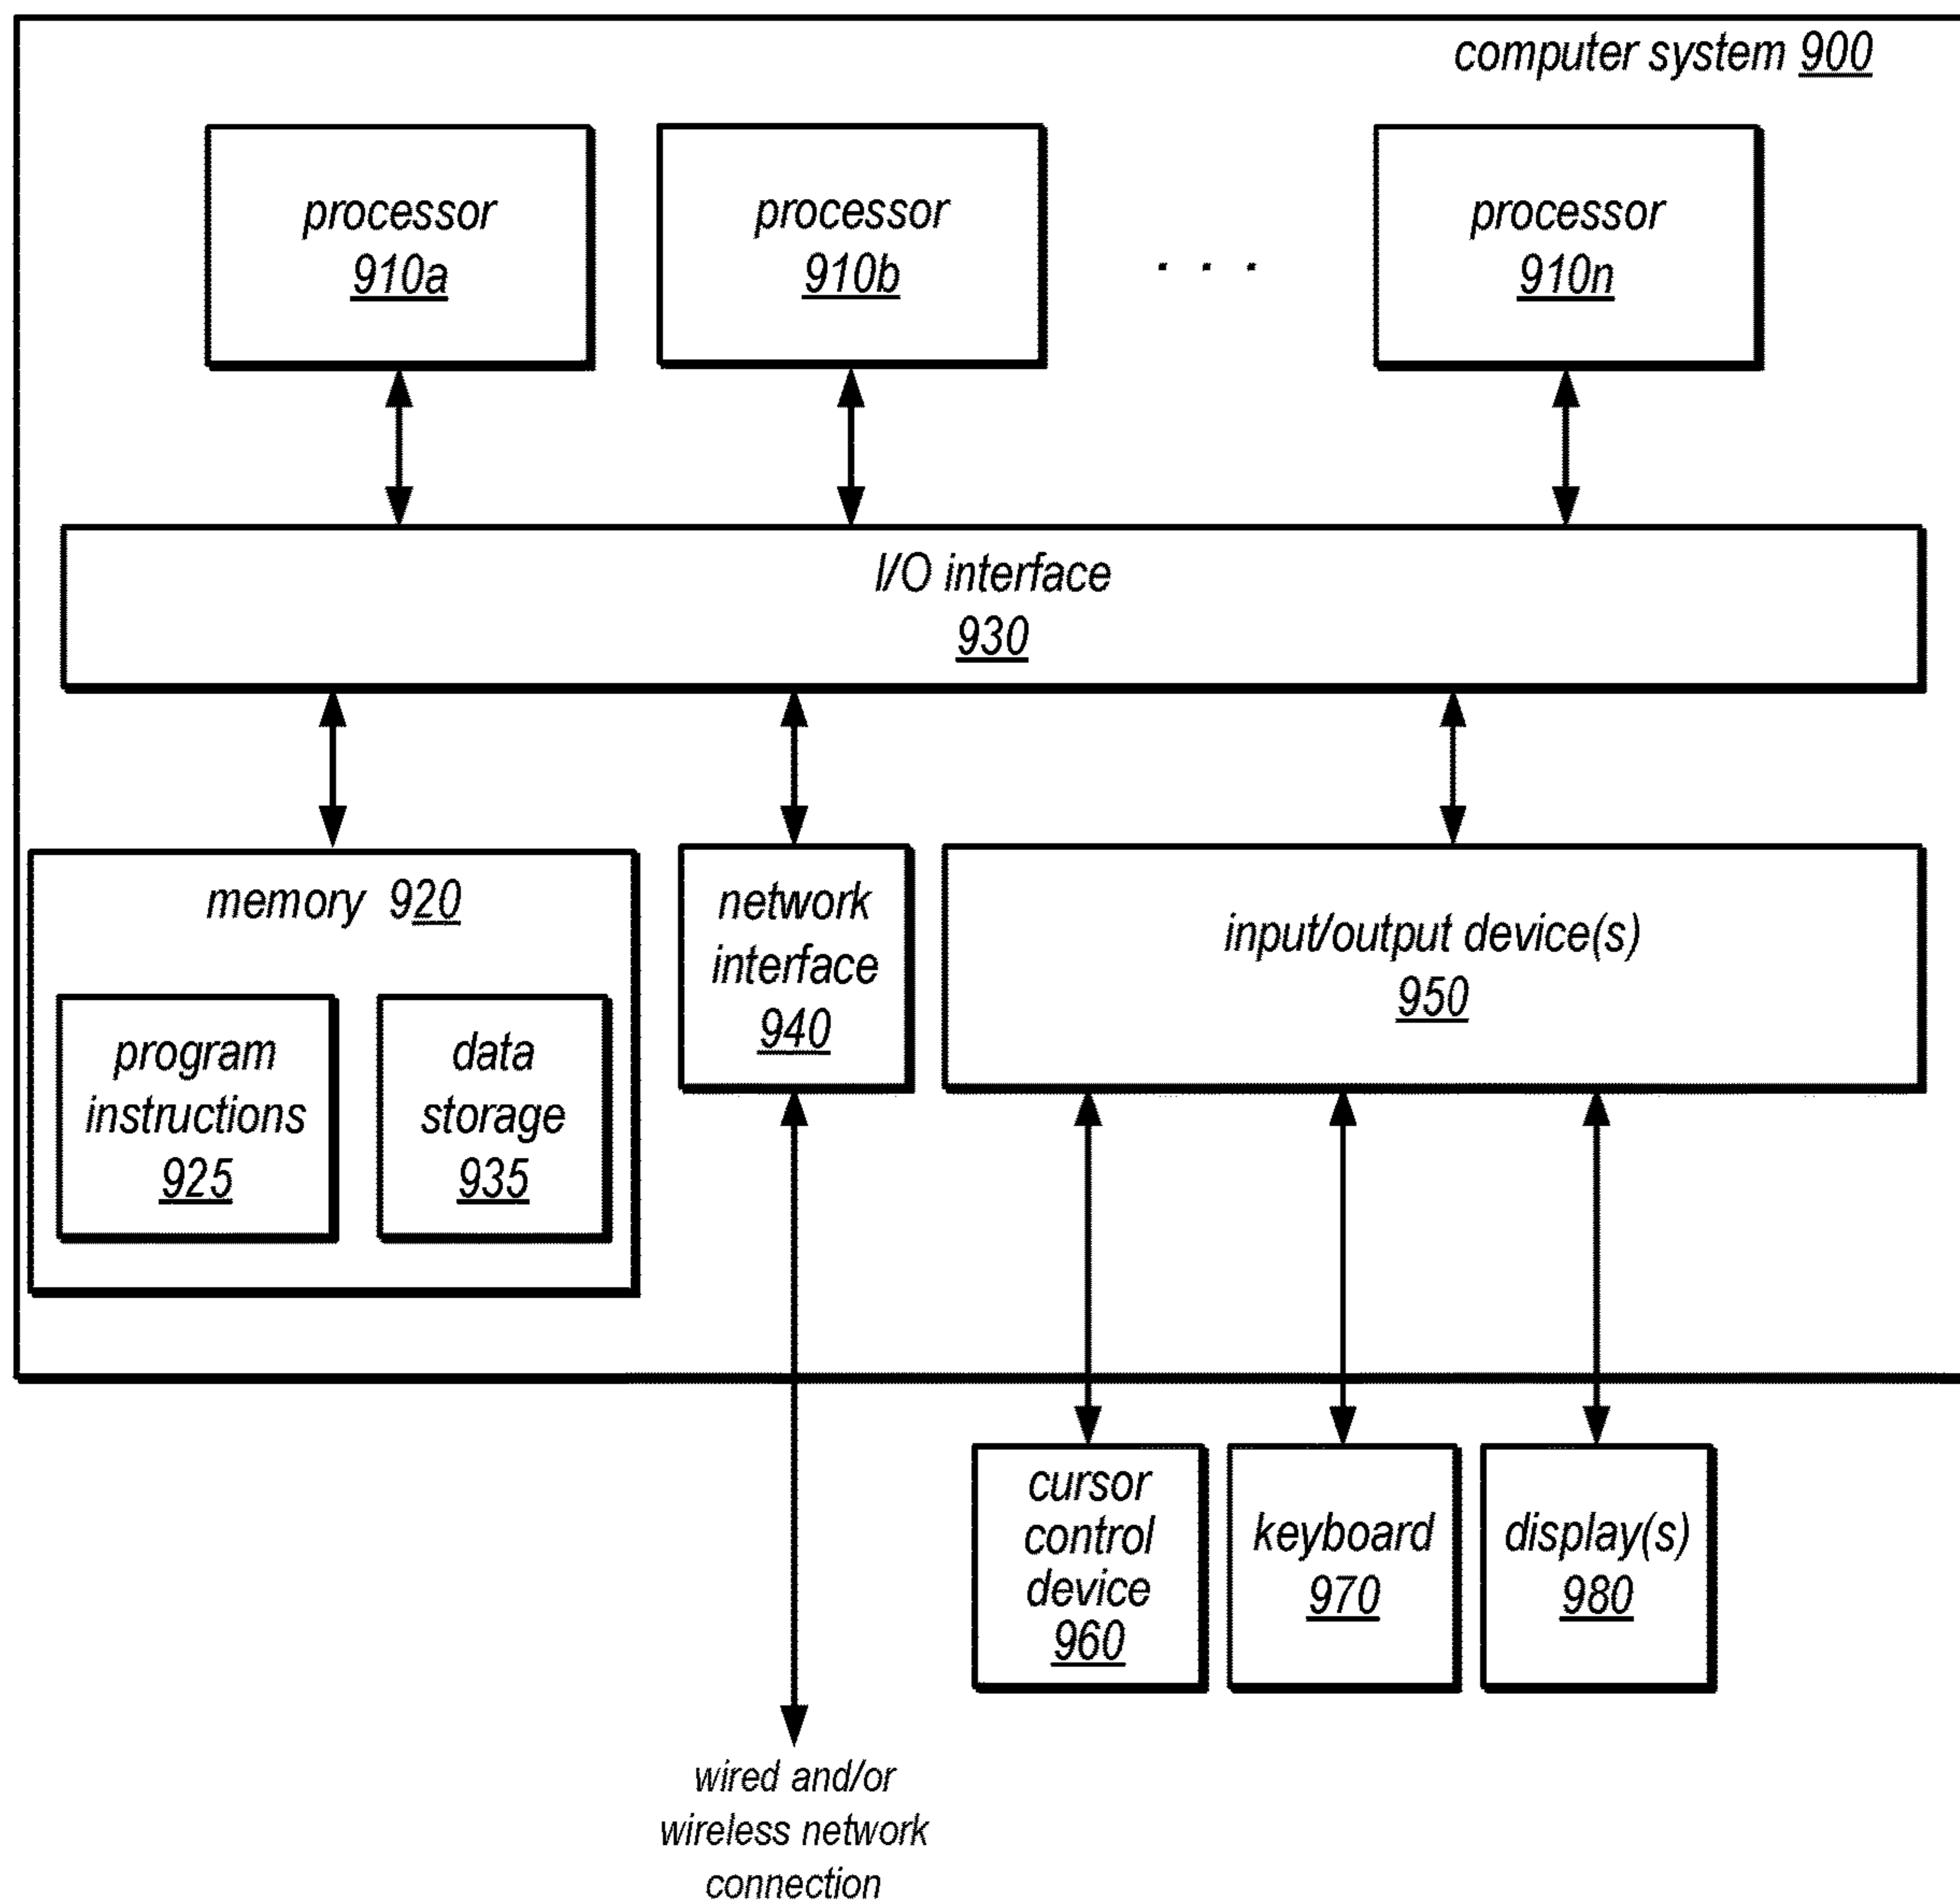 computer system 900
processor
910a
processor
910b
. . .
processor
910n
I/O interface
930
memory 920
program
instructions
925
data
storage
935
network
interface
940
input/output device(s)
950
cursor
control
device
960
keyboard
970
display(s)
980
wired and/or
wireless network
connection